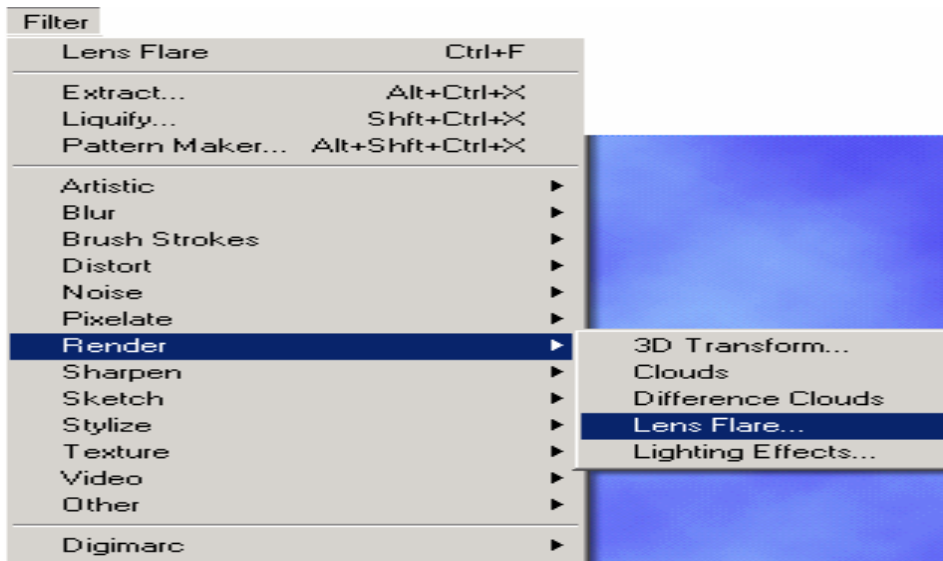 Filter
Lens Flare Ctrl+F
Extract... Alt+Ctrl+X
Liquify... Shft+Ctrl+X
Pattern Maker... Alt+Shft+Ctrl+X
Artistic
Blur
Brush Strokes
Distort
Noise
Pixelate
Render
Sharpen
Sketch
Stylize
Texture
Video
Other
Digimarc
3D Transform...
Clouds
Difference Clouds
Lens Flare...
Lighting Effects...